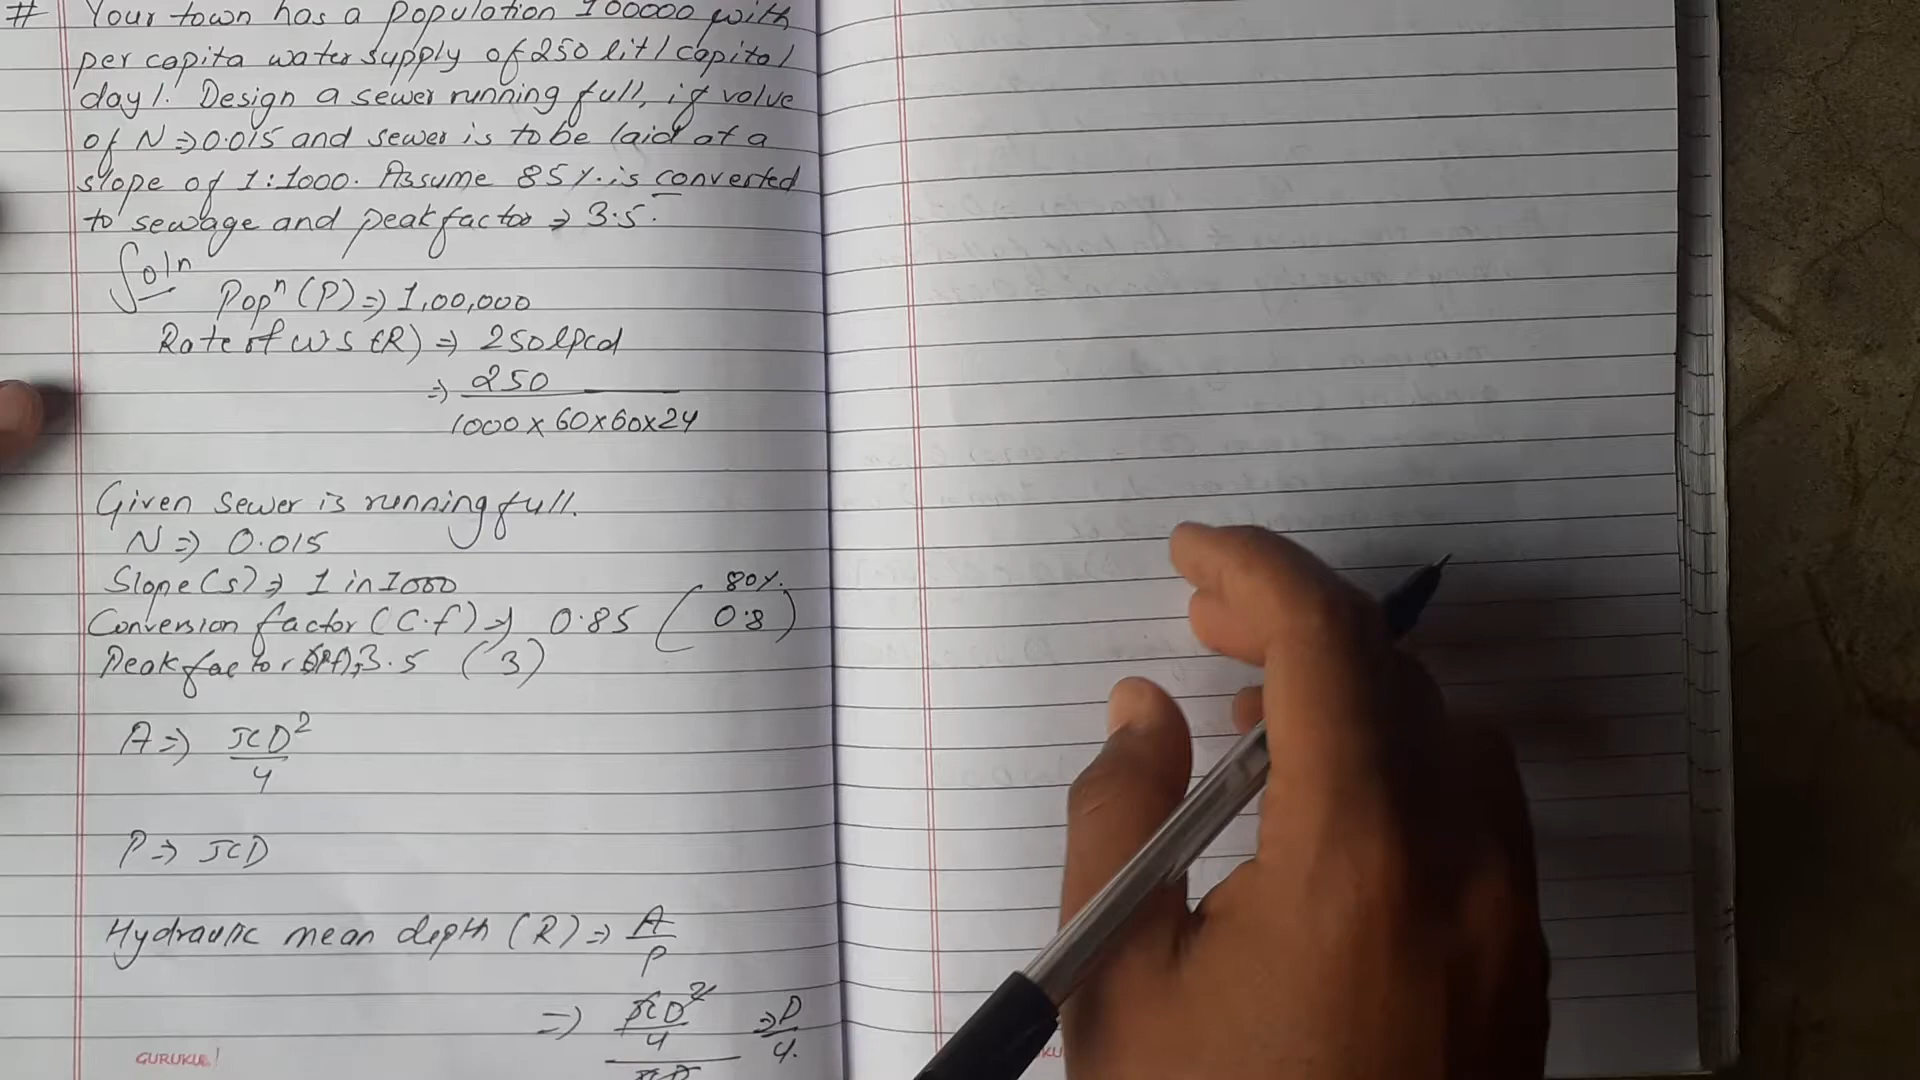 # Your town has a population 100000 with
per capita water supply of 250 lit/capita/
day/. Design a sewer running full, if value
of N ⇒ 0.015 and sewer is to be laid at a
slope of 1:1000. Assume 85%. is converted
to sewage and peak factor ⇒ 3.5.
Soln
Popⁿ (P) ⇒ 1,00,000
Rate of WS (R) ⇒ 250 lpcd
⇒ 250
1000 x 60x60x24
Given sewer is running full.
N ⇒ 0.015
Slope (s) ⇒ 1 in 1000
80%.
Conversion factor (C.f) ⇒ 0.85 (0.8)
Peak factor 3.5 (3)
A ⇒ πD²
4
P ⇒ πD
Hydraulic mean depth (R) ⇒ A
P
⇒ πD² ⇒ D
4 4.
πD
GURUKUL!
KU